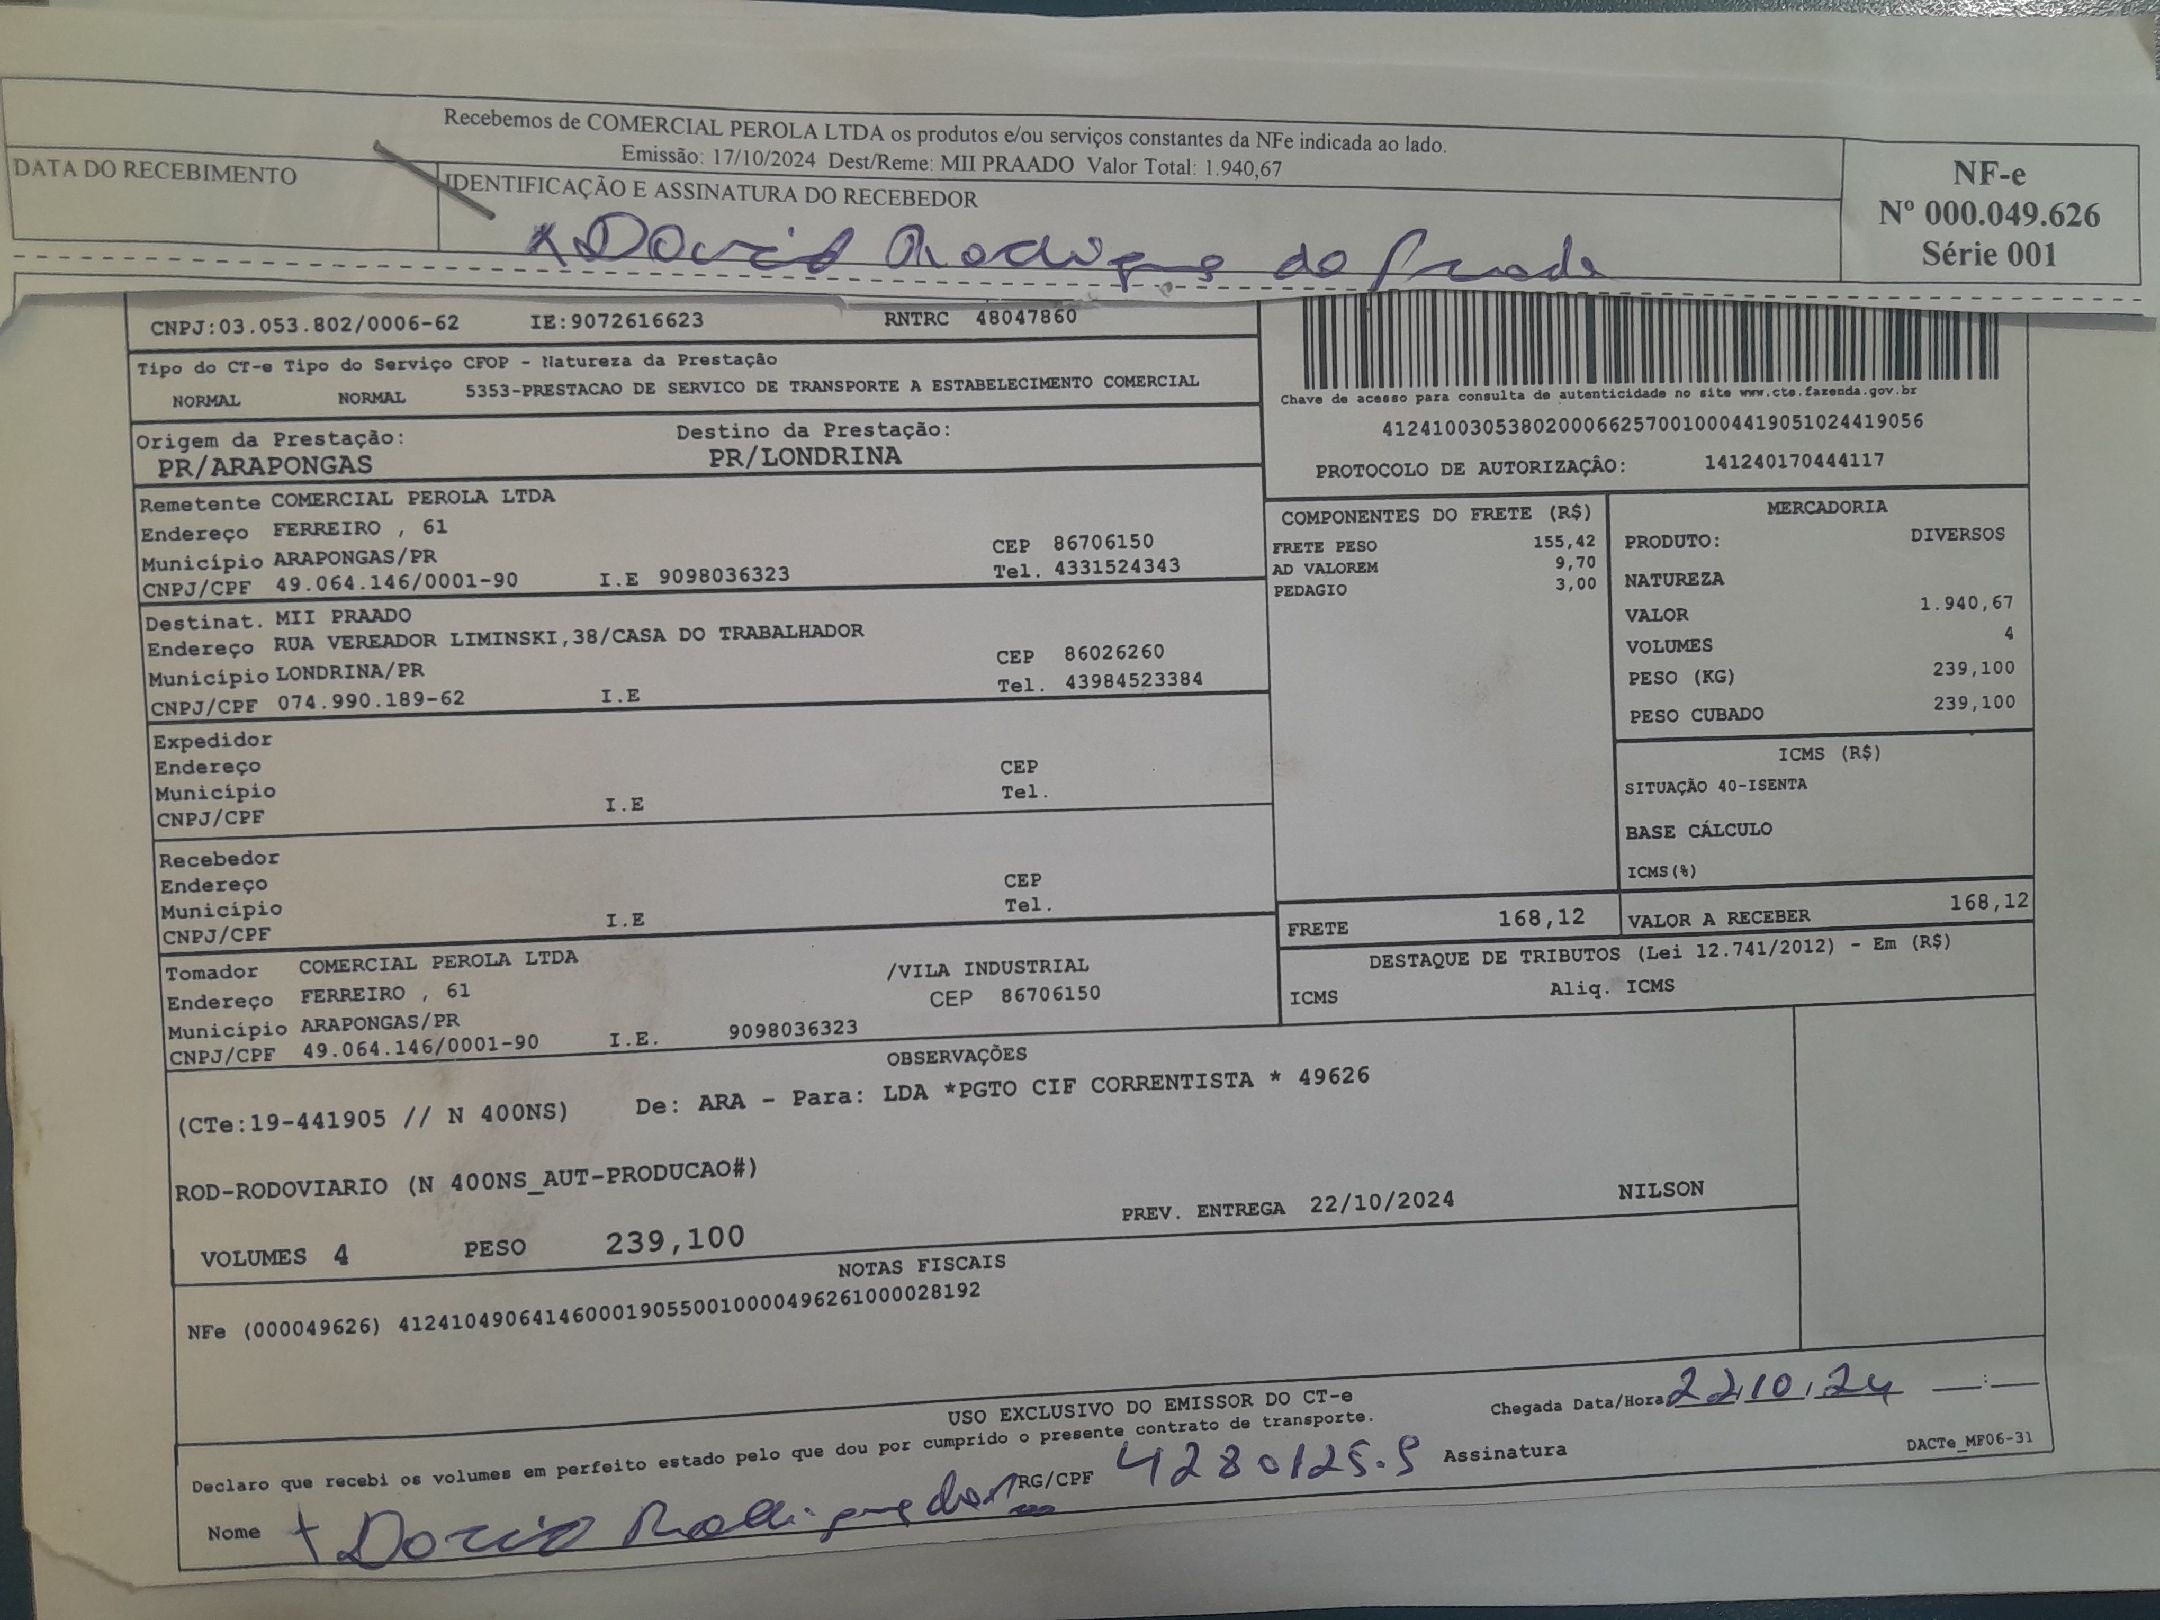 Recebemos de COMERCIAL PEROLA LTDA os produtos e/ou serviços constantes da NFe indicada ao lado.
Emissão: 17/10/2024 Dest/Reme: MII PRAADO Valor Total: 1.940,67
DATA DO RECEBIMENTO
IDENTIFICAÇÃO E ASSINATURA DO RECEBEDOR
NF-e
Nº 000.049.626
Série 001
CNPJ:03.053.802/0006-62 IE:9072616623 RNTRC 48047860
Tipo do CT-e Tipo do Serviço CFOP - Natureza da Prestação
NORMAL NORMAL 5353-PRESTACAO DE SERVICO DE TRANSPORTE A ESTABELECIMENTO COMERCIAL
Chave de acesso para consulta de autenticidade no site www.cte.fazenda.gov.br
41241003053802000662570010004419051024419056
PROTOCOLO DE AUTORIZAÇÃO: 141240170444117
Origem da Prestação: Destino da Prestação:
PR/ARAPONGAS PR/LONDRINA
Remetente COMERCIAL PEROLA LTDA
Endereço FERREIRO , 61
Município ARAPONGAS/PR CEP 86706150
CNPJ/CPF 49.064.146/0001-90 I.E 9098036323 Tel. 4331524343
Destinat. MII PRAADO
Endereço RUA VEREADOR LIMINSKI,38/CASA DO TRABALHADOR
Município LONDRINA/PR CEP 86026260
CNPJ/CPF 074.990.189-62 I.E Tel. 43984523384
Expedidor
Endereço
Município CEP
CNPJ/CPF I.E Tel.
Recebedor
Endereço
Município CEP
CNPJ/CPF I.E Tel.
Tomador COMERCIAL PEROLA LTDA
Endereço FERREIRO , 61 /VILA INDUSTRIAL
Município ARAPONGAS/PR CEP 86706150
CNPJ/CPF 49.064.146/0001-90 I.E. 9098036323
COMPONENTES DO FRETE (R$)
FRETE PESO 155,42
AD VALOREM 9,70
PEDAGIO 3,00
MERCADORIA
PRODUTO: DIVERSOS
NATUREZA
VALOR 1.940,67
VOLUMES 4
PESO (KG) 239,100
PESO CUBADO 239,100
ICMS (R$)
SITUAÇÃO 40-ISENTA
BASE CÁLCULO
ICMS(%)
FRETE 168,12 VALOR A RECEBER 168,12
DESTAQUE DE TRIBUTOS (Lei 12.741/2012) - Em (R$)
ICMS Aliq. ICMS
OBSERVAÇÕES
(CTe:19-441905 // N 400NS) De: ARA - Para: LDA *PGTO CIF CORRENTISTA * 49626
ROD-RODOVIARIO (N 400NS_AUT-PRODUCAO#)
PREV. ENTREGA 22/10/2024 NILSON
VOLUMES 4 PESO 239,100
NOTAS FISCAIS
NFe (000049626) 41241049064146000190550010000496261000028192
USO EXCLUSIVO DO EMISSOR DO CT-e
Chegada Data/Hora 22,10,24 __:__
Declaro que recebi os volumes em perfeito estado pelo que dou por cumprido o presente contrato de transporte.
DACTe_MF06-31
Nome RG/CPF 4280125.9 Assinatura